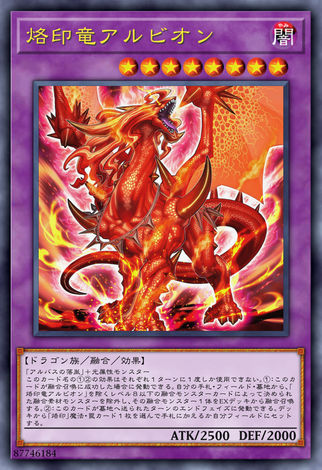 烙印竜アルビオン
やみ
闇
【ドラゴン族／融合／効果】
「アルバスの落胤」＋光属性モンスター
このカード名の①②の効果はそれぞれ１ターンに１度しか使用できない。①：このカ
ードが融合召喚に成功した場合に発動できる。自分の手札・フィールド・墓地から、「
烙印竜アルビオン」を除くレベル８以下の融合モンスターカードによって決められ
た融合素材モンスターを除外し、その融合モンスター１体をEXデッキから融合召喚
する。②：このカードが墓地へ送られたターンのエンドフェイズに発動できる。デッ
キから「烙印」魔法・罠カード１枚を選んで手札に加えるか自分フィールドにセット
する。
ATK/2500 DEF/2000
87746184